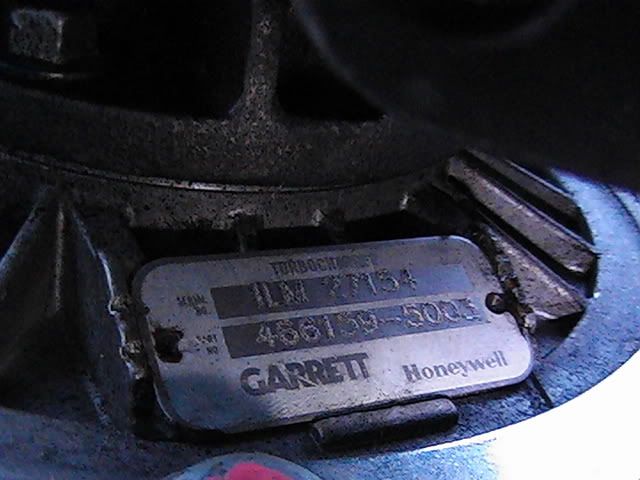 TURBOCHARGER
SERIAL NO. 1LM 27154
PART NO 466159-5003
GARRETT Honeywell